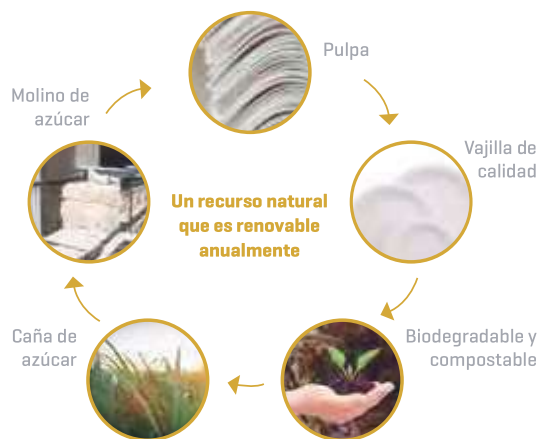 Pulpa
Molino de
azúcar
Vajilla de
calidad
Un recurso natural
que es renovable
anualmente
Caña de
azúcar
Biodegradable y
compostable